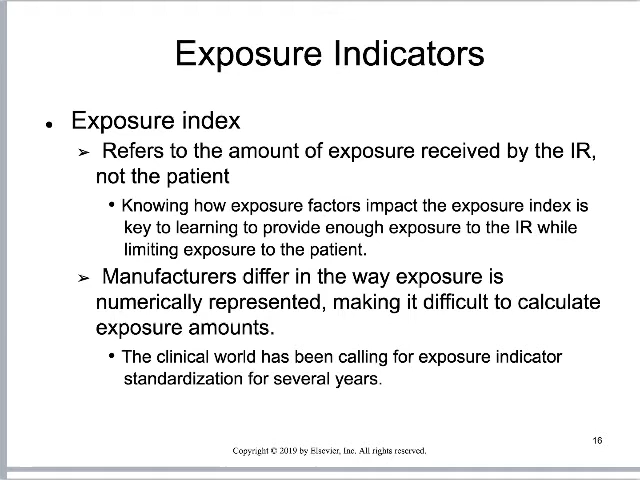 Exposure Indicators
• Exposure index
➢ Refers to the amount of exposure received by the IR,
not the patient
• Knowing how exposure factors impact the exposure index is
key to learning to provide enough exposure to the IR while
limiting exposure to the patient.
➢ Manufacturers differ in the way exposure is
numerically represented, making it difficult to calculate
exposure amounts.
• The clinical world has been calling for exposure indicator
standardization for several years.
16
Copyright © 2019 by Elsevier, Inc. All rights reserved.